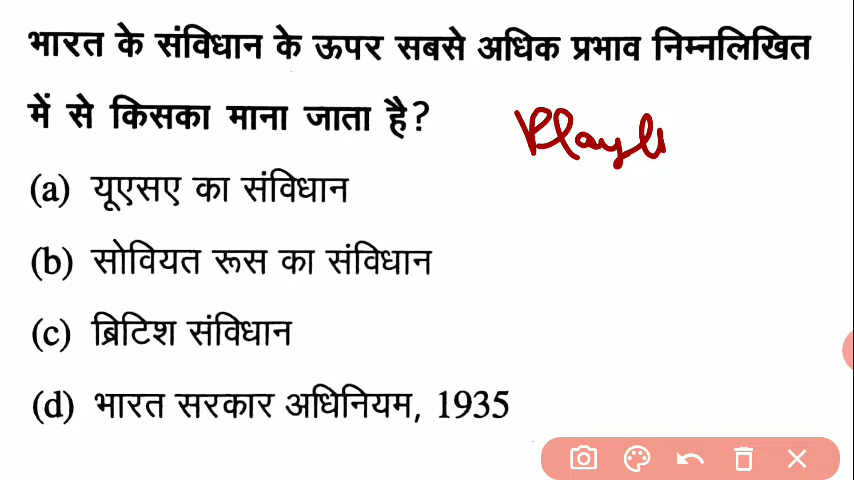 भारत के संविधान के ऊपर सबसे अधिक प्रभाव निम्नलिखित
में से किसका माना जाता है?
(a) यूएसए का संविधान
(b) सोवियत रूस का संविधान
(c) ब्रिटिश संविधान
(d) भारत सरकार अधिनियम, 1935